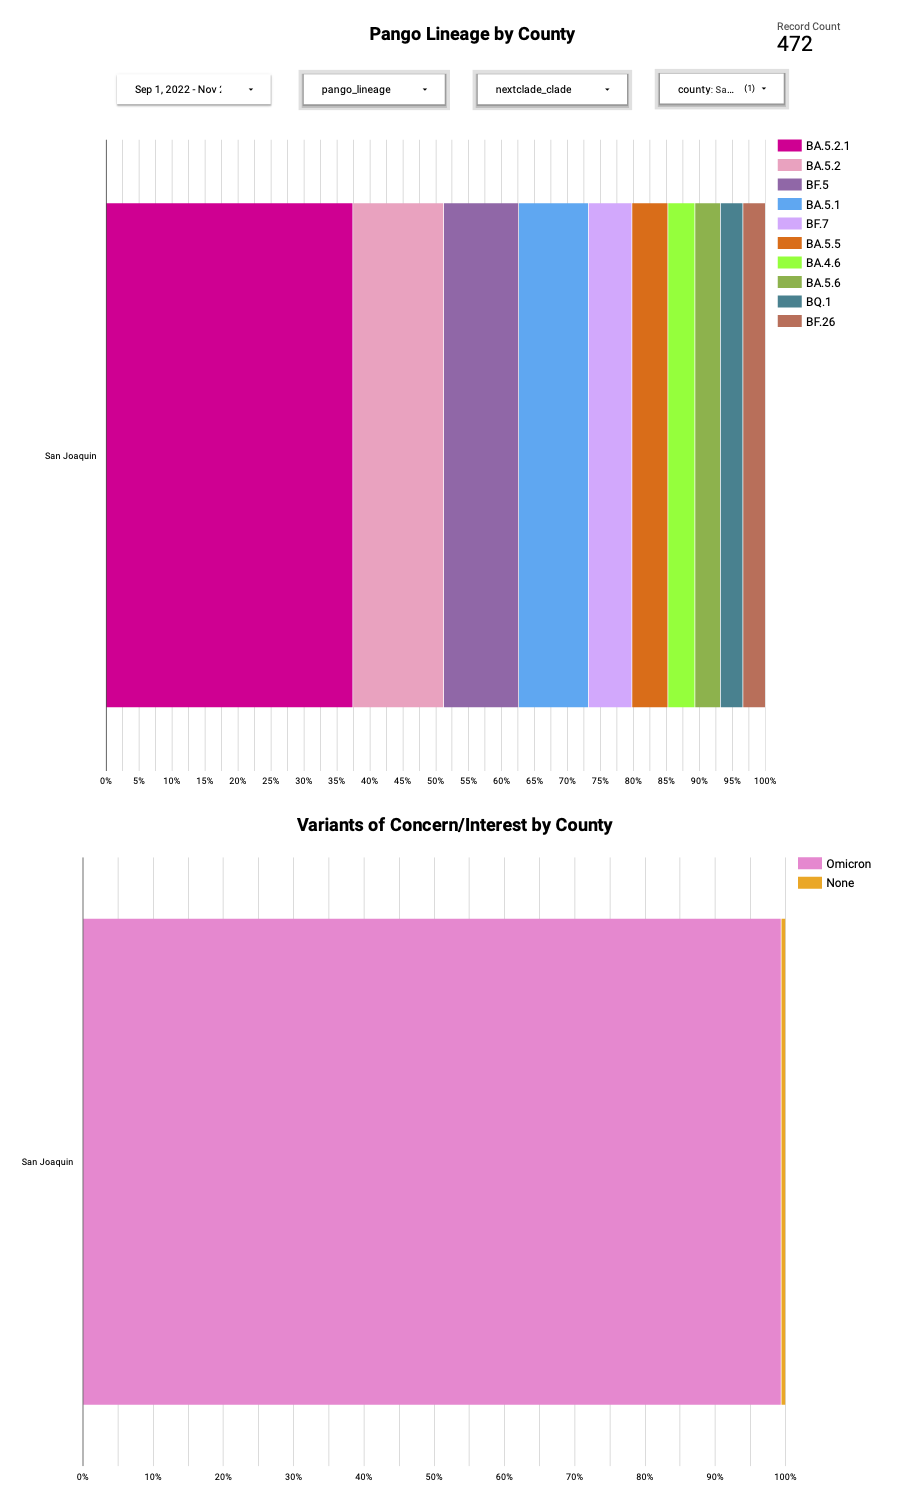 Pango Lineage by County
Record Count
472
Sep 1, 2022 - Nov
pango_lineage
nextclade_clade
county: Sa... (1)
BA.5.2.1
BA.5.2
BF.5
BA.5.1
BF.7
BA.5.5
BA.4.6
BA.5.6
BQ.1
BF.26
San Joaquin
0% 5% 10% 15% 20% 25% 30% 35% 40% 45% 50% 55% 60% 65% 70% 75% 80% 85% 90% 95% 100%
Variants of Concern/Interest by County
Omicron
None
San Joaquin
0% 10% 20% 30% 40% 50% 60% 70% 80% 90% 100%